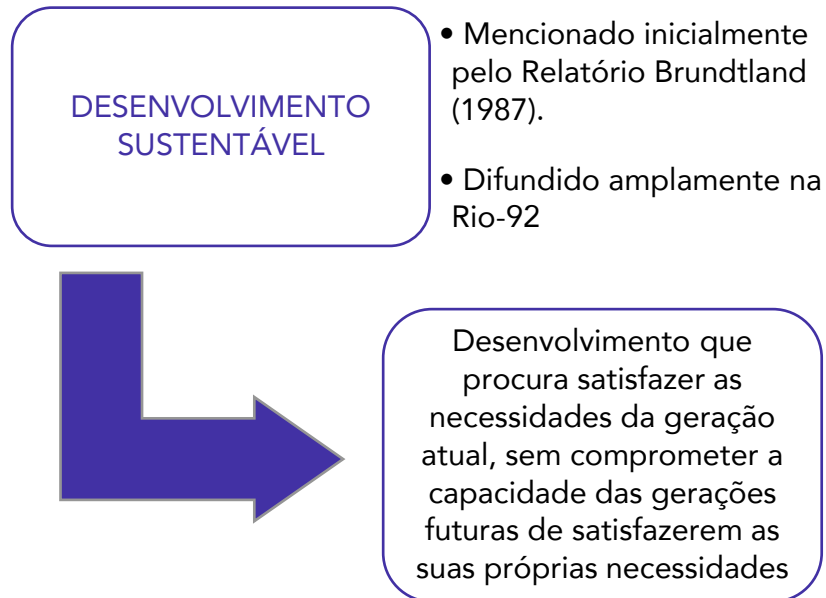 DESENVOLVIMENTO
SUSTENTÁVEL
• Mencionado inicialmente
pelo Relatório Brundtland
(1987).
• Difundido amplamente na
Rio-92
Desenvolvimento que
procura satisfazer as
necessidades da geração
atual, sem comprometer a
capacidade das gerações
futuras de satisfazerem as
suas próprias necessidades